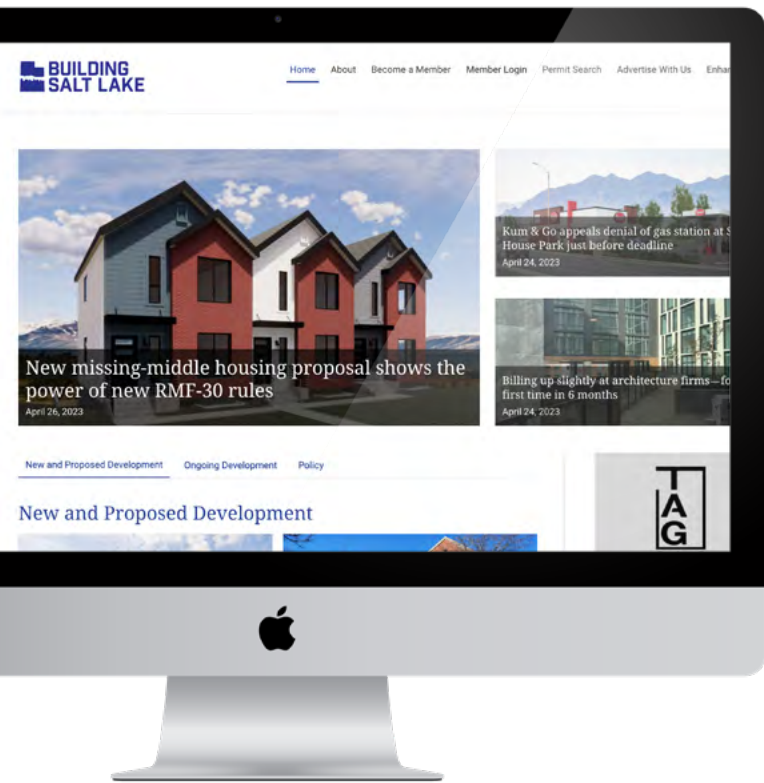 BUILDING
SALT LAKE
Home About Become a Member Member Login Permit Search Advertise With Us
Kum & Go appeals denial of gas station at
House Park just before deadline
April 24, 2023
New missing-middle housing proposal shows the
power of new RMF-30 rules
April 26, 2023
Billing up slightly at architecture firms—
first time in 6 months
April 24, 2023
New and Proposed Development Ongoing Development Policy
New and Proposed Development
TAG